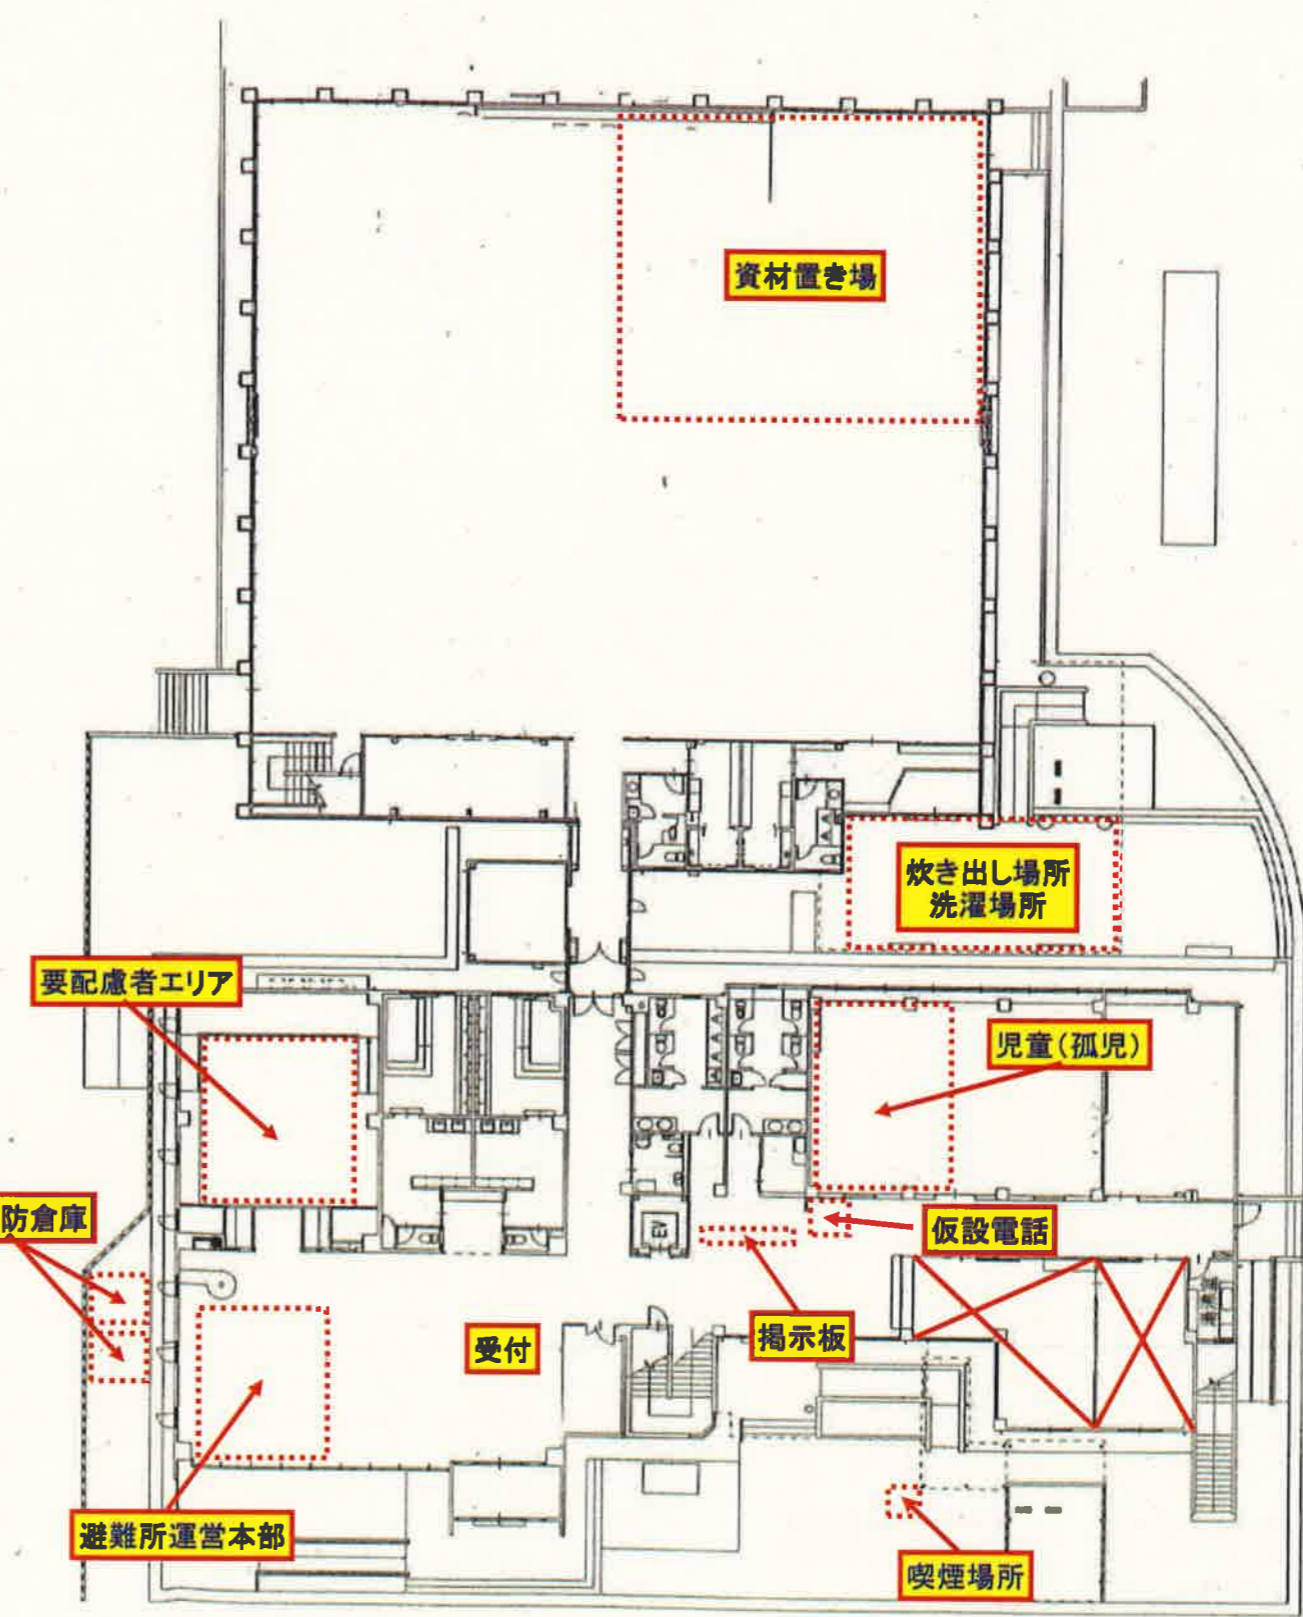 資材置き場
炊き出し場所
洗濯場所
要配慮者エリア
児童(孤児)
防倉庫
仮設電話
EV
掲示板
受付
避難所運営本部
喫煙場所